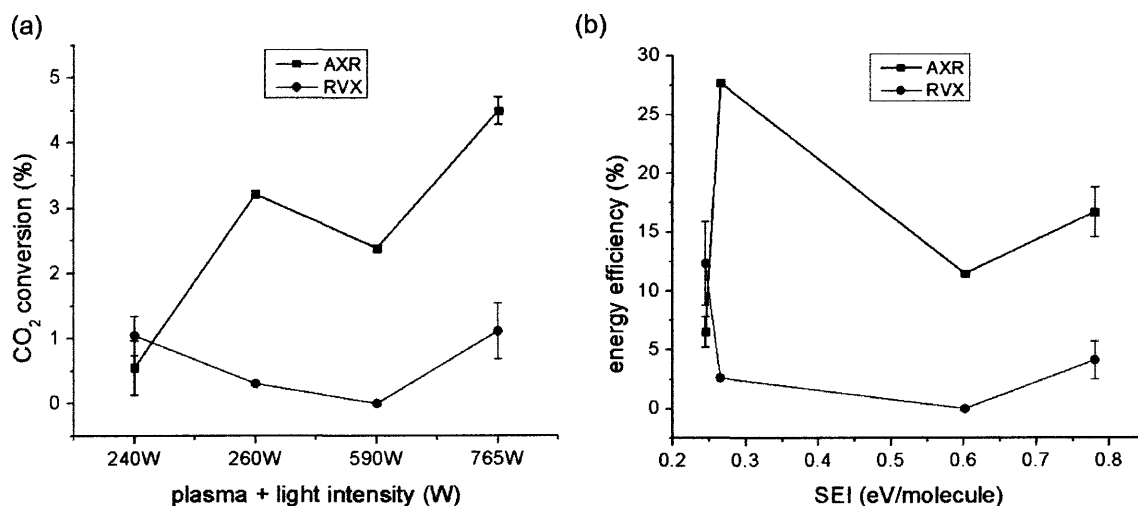 (a)
AXR
RVX
5
4
3
2
1
0
CO₂ conversion (%)
240W
260W
590W
765W
plasma + light intensity (W)
(b)
AXR
RVX
30
25
20
15
10
5
0
energy efficiency (%)
0.2
0.3
0.4
0.5
0.6
0.7
0.8
SEI (eV/molecule)